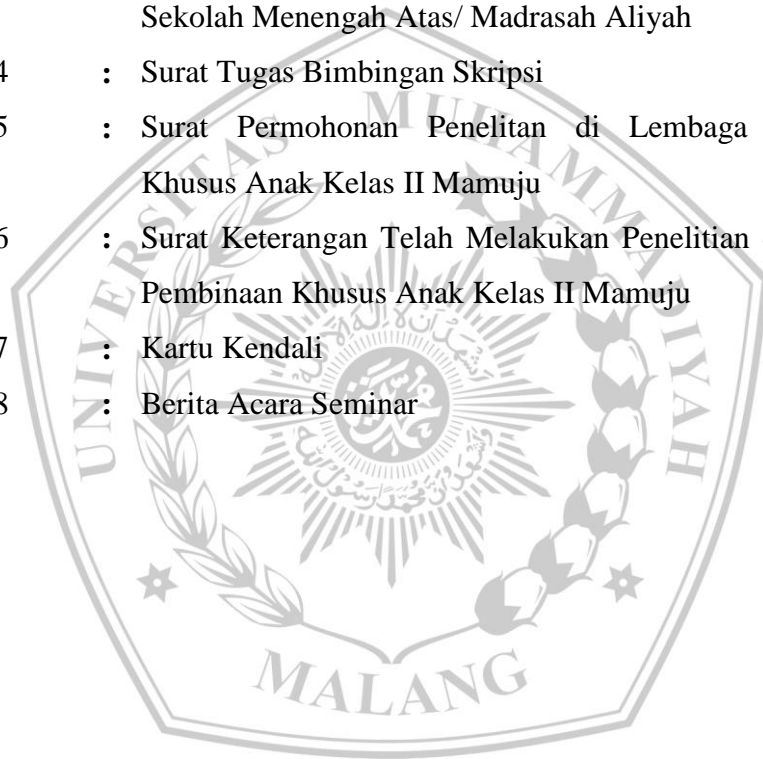 Sekolah Menengah Atas/ Madrasah Aliyah
4 : Surat Tugas Bimbingan Skripsi
5 : Surat Permohonan Penelitan di Lembaga
Khusus Anak Kelas II Mamuju
6 : Surat Keterangan Telah Melakukan Penelitian
Pembinaan Khusus Anak Kelas II Mamuju
7 : Kartu Kendali
8 : Berita Acara Seminar
UNIVERSITAS MUHAMMADIYAH
MALANG